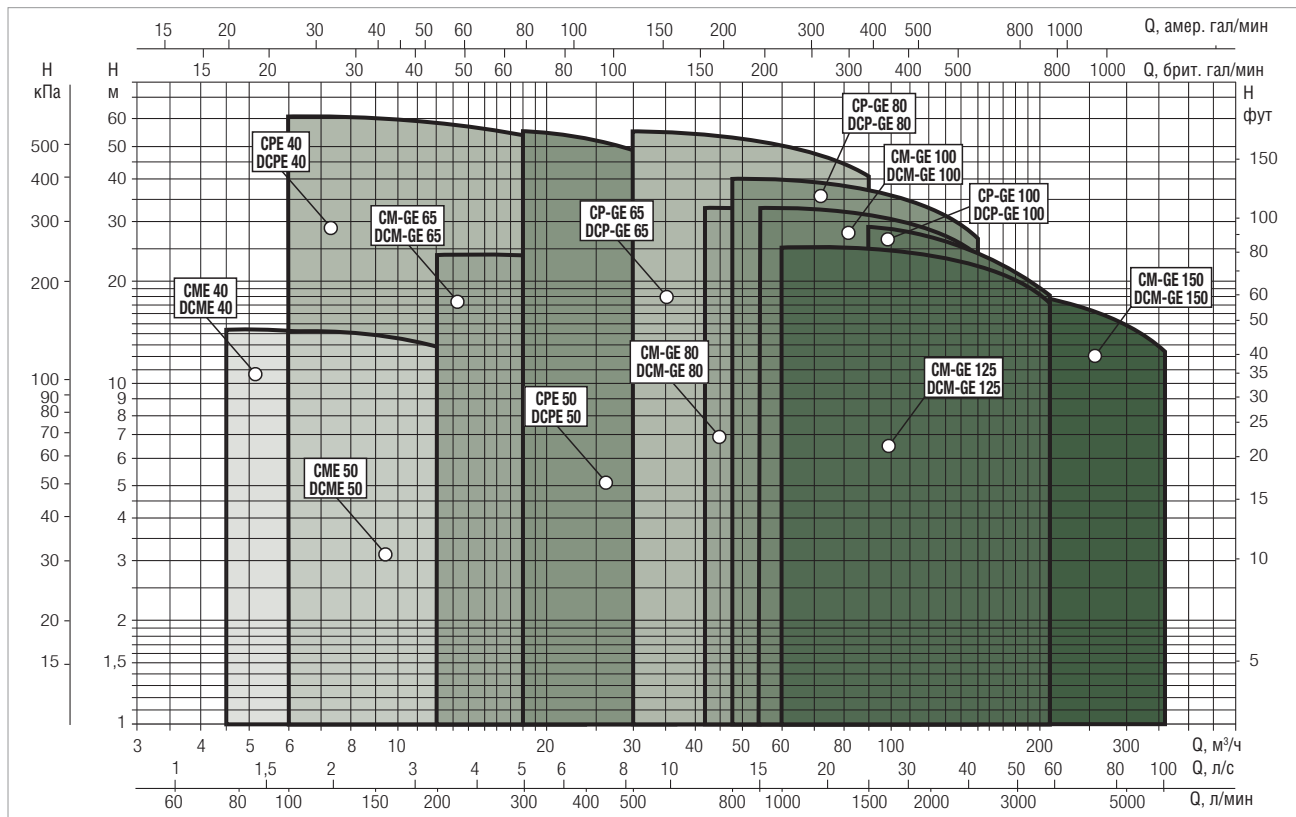 15 20 30 40 50 60 80 100 150 200 300 400 500 800 1000 Q, амер. гал/мин
15 20 30 40 50 60 80 100 150 200 300 400 500 800 1000 Q, брит. гал/мин
H
кПа
500
400
300
200
100
90
80
70
60
50
40
30
20
15
H
м
60
50
40
30
20
10
9
8
7
6
5
4
3
2
1,5
1
CPE 40
DCPE 40
CM-GE 65
DCM-GE 65
CME 40
DCME 40
CME 50
DCME 50
CPE 50
DCPE 50
CP-GE 65
DCP-GE 65
CM-GE 80
DCM-GE 80
CP-GE 80
DCP-GE 80
CM-GE 100
DCM-GE 100
CP-GE 100
DCP-GE 100
CM-GE 125
DCM-GE 125
CM-GE 150
DCM-GE 150
H
фут
150
100
80
60
50
40
35
30
25
20
15
10
5
3 4 5 6 8 10 20 30 40 50 60 80 100 200 300 Q, м³/ч
1 1,5 2 3 4 5 6 8 10 15 20 30 40 50 60 80 100 Q, л/с
60 80 100 150 200 300 400 500 800 1000 1500 2000 3000 5000 Q, л/мин